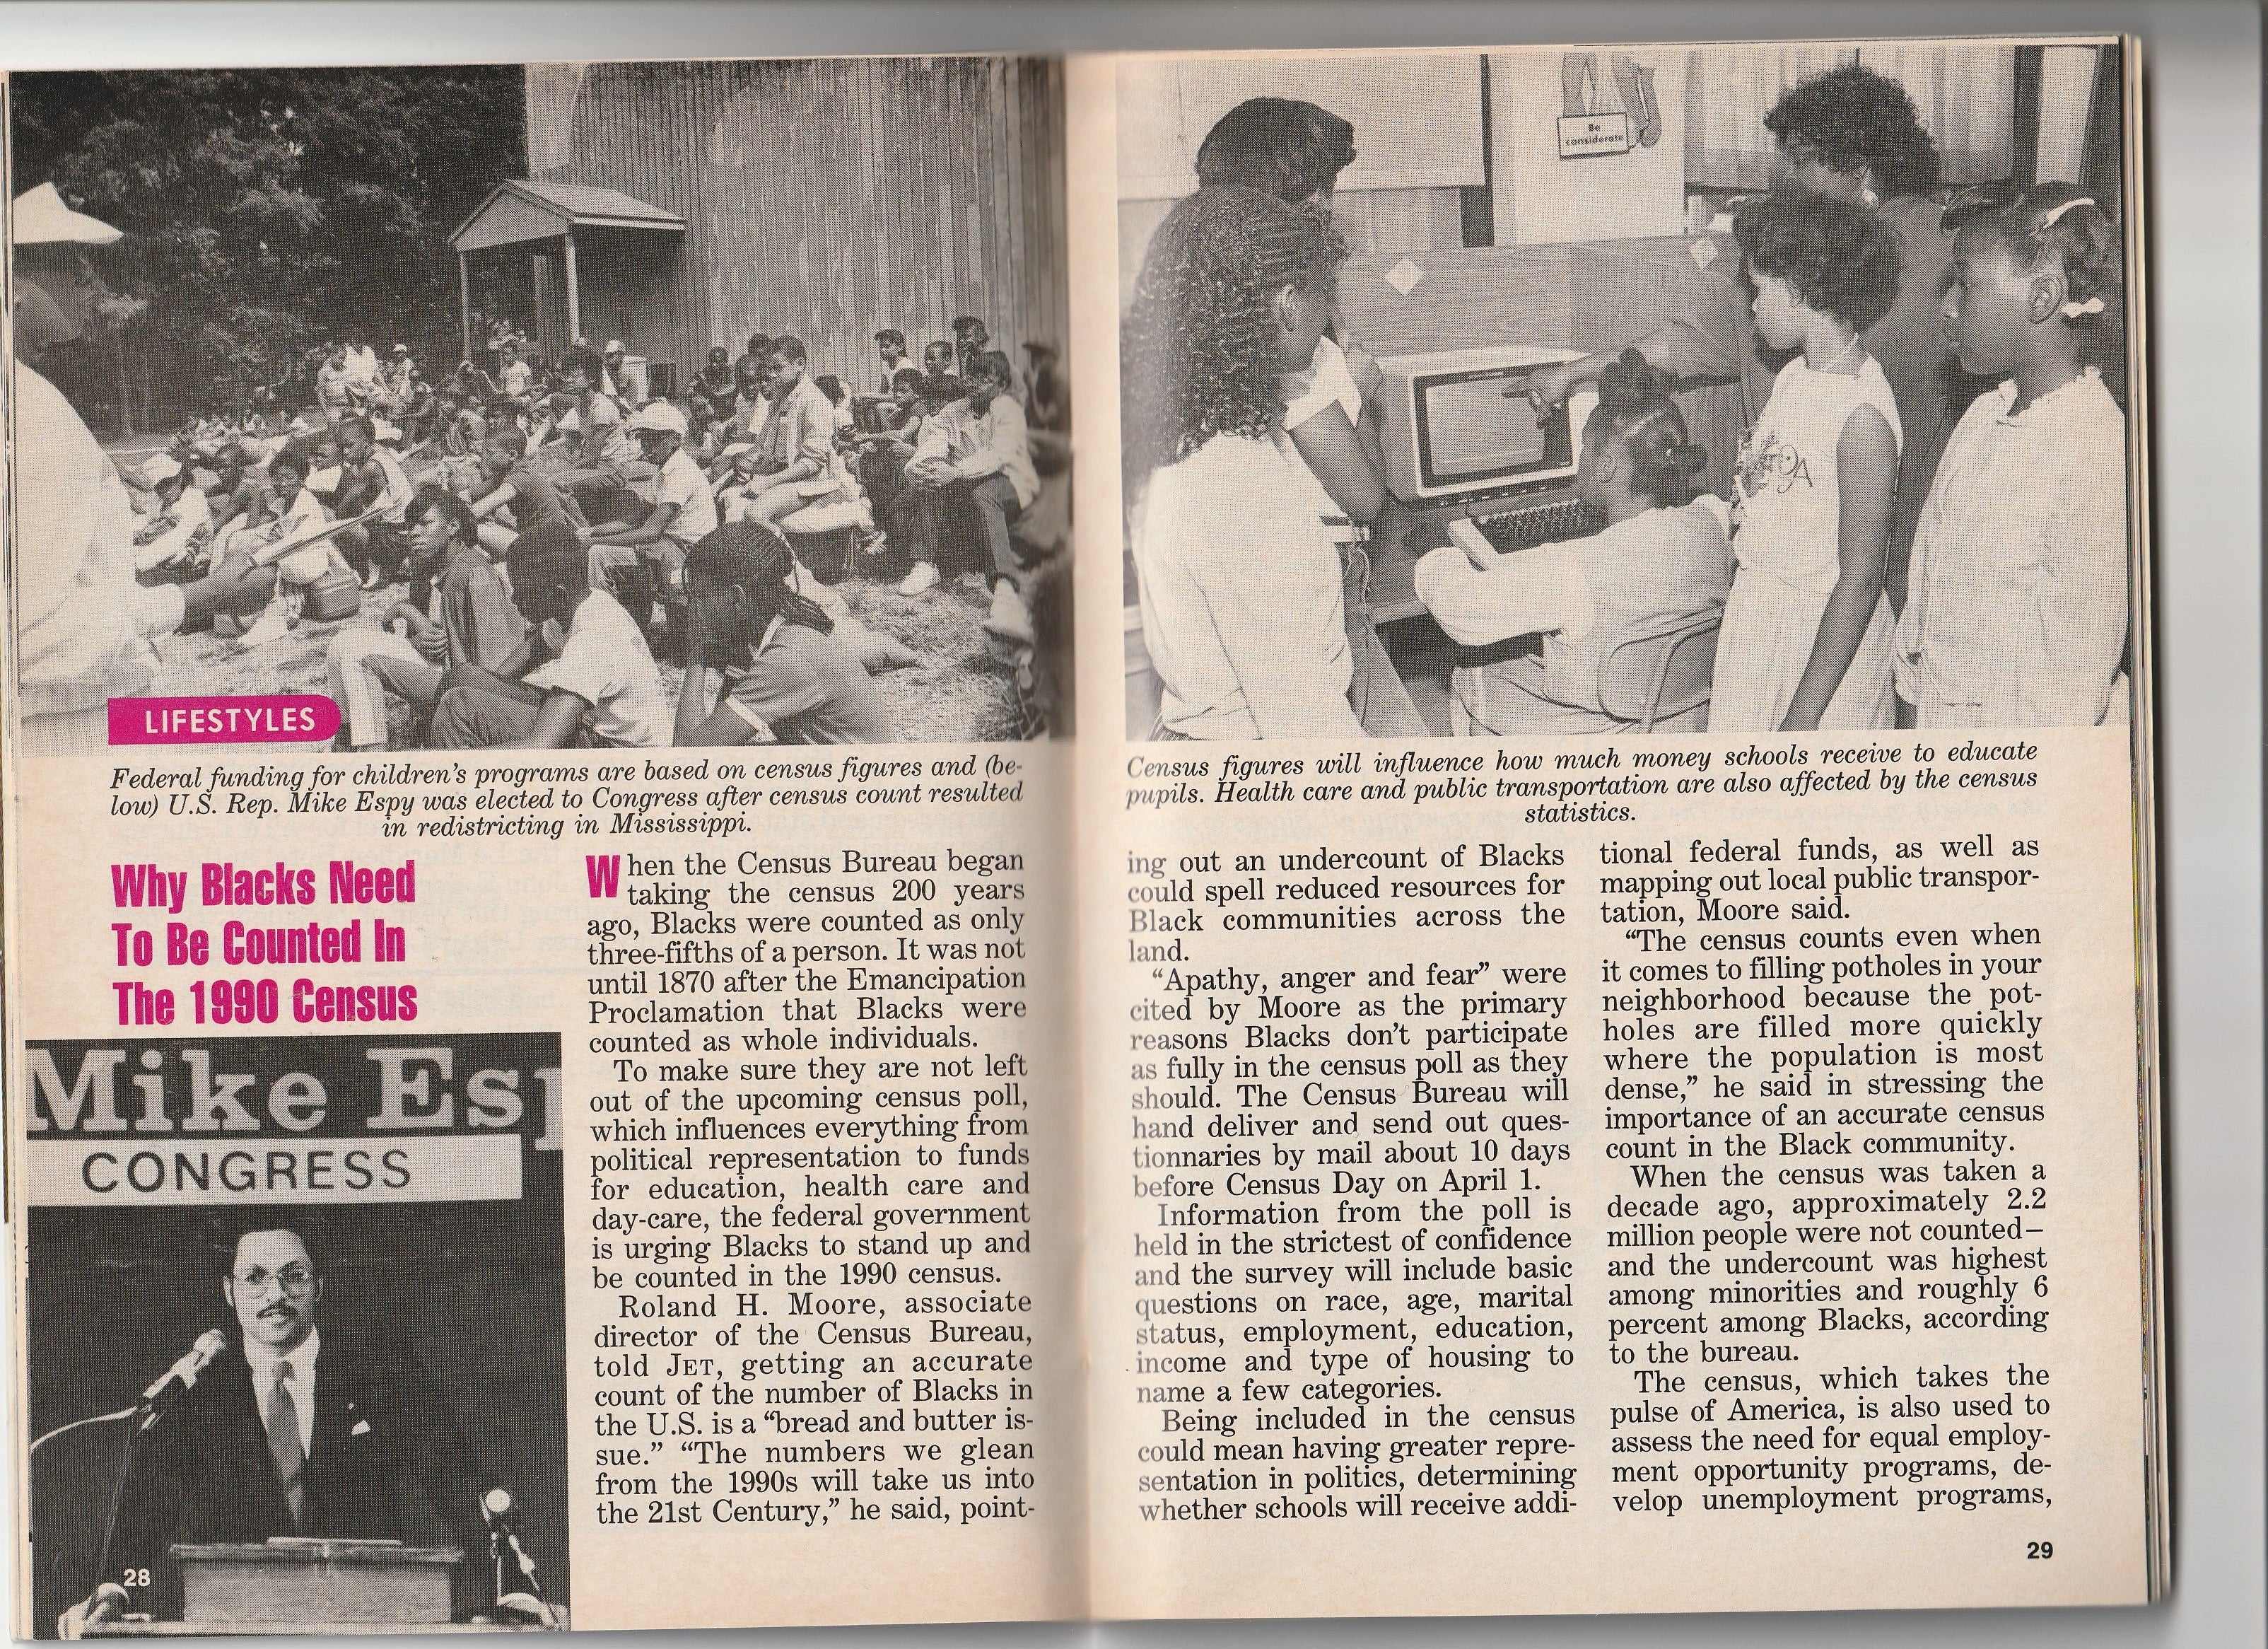 LIFESTYLES
Federal funding for children's programs are based on census figures and (be-
low) U.S. Rep. Mike Espy was elected to Congress after census count resulted
in redistricting in Mississippi.
Why Blacks Need
To Be Counted In
The 1990 Census
Mike Esp
CONGRESS
28
When the Census Bureau began
taking the census 200 years
ago, Blacks were counted as only
three-fifths of a person. It was not
until 1870 after the Emancipation
Proclamation that Blacks were
counted as whole individuals.
To make sure they are not left
out of the upcoming census poll,
which influences everything from
political representation to funds
for education, health care and
day-care, the federal government
is urging Blacks to stand up and
be counted in the 1990 census.
Roland H. Moore, associate
director of the Census Bureau,
told JET, getting an accurate
count of the number of Blacks in
the U.S. is a “bread and butter is-
sue.” “The numbers we glean
from the 1990s will take us into
the 21st Century,” he said, point-
Be
considerate
Census figures will influence how much money schools receive to educate
pupils. Health care and public transportation are also affected by the census
statistics.
ing out an undercount of Blacks
could spell reduced resources for
Black communities across the
land.
“Apathy, anger and fear” were
cited by Moore as the primary
reasons Blacks don't participate
as fully in the census poll as they
should. The Census Bureau will
hand deliver and send out ques-
tionnaries by mail about 10 days
before Census Day on April 1.
Information from the poll is
held in the strictest of confidence
and the survey will include basic
questions on race, age, marital
status, employment, education,
income and type of housing to
name a few categories.
Being included in the census
could mean having greater repre-
sentation in politics, determining
whether schools will receive addi-
tional federal funds, as well as
mapping out local public transpor-
tation, Moore said.
“The census counts even when
it comes to filling potholes in your
neighborhood because the pot-
holes are filled more quickly
where the population is most
dense,” he said in stressing the
importance of an accurate census
count in the Black community.
When the census was taken a
decade ago, approximately 2.2
million people were not counted—
and the undercount was highest
among minorities and roughly 6
percent among Blacks, according
to the bureau.
The census, which takes the
pulse of America, is also used to
assess the need for equal employ-
ment opportunity programs, de-
velop unemployment programs,
29